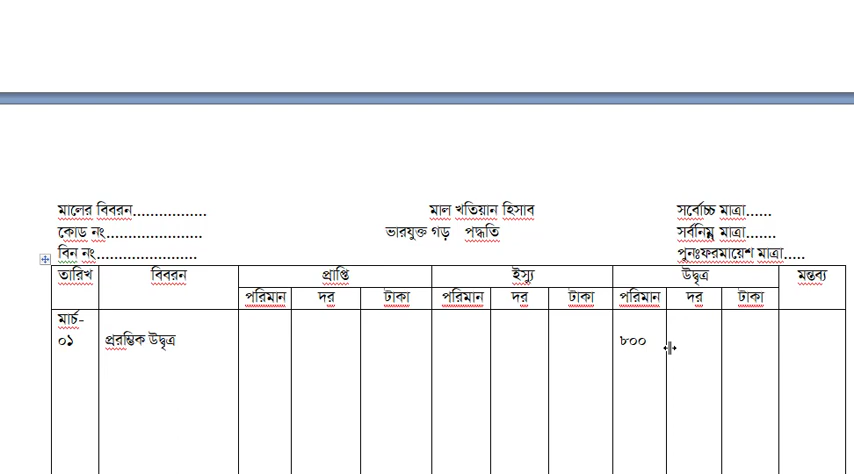 মালের বিবরন................. মাল খতিয়ান হিসাব সর্বোচ্চ মাত্রা......
কোড নং...................... ভারযুক্ত গড় পদ্ধতি সর্বনিম্ন মাত্রা.......
বিন নং....................... পুনঃফরমায়েশ মাত্রা.....
তারিখ বিবরন প্রাপ্তি ইস্যু উদ্বৃত্ত মন্তব্য
পরিমান দর টাকা পরিমান দর টাকা পরিমান দর টাকা
মার্চ-
০১ প্ররম্ভিক উদ্বৃত্ত ৮০০